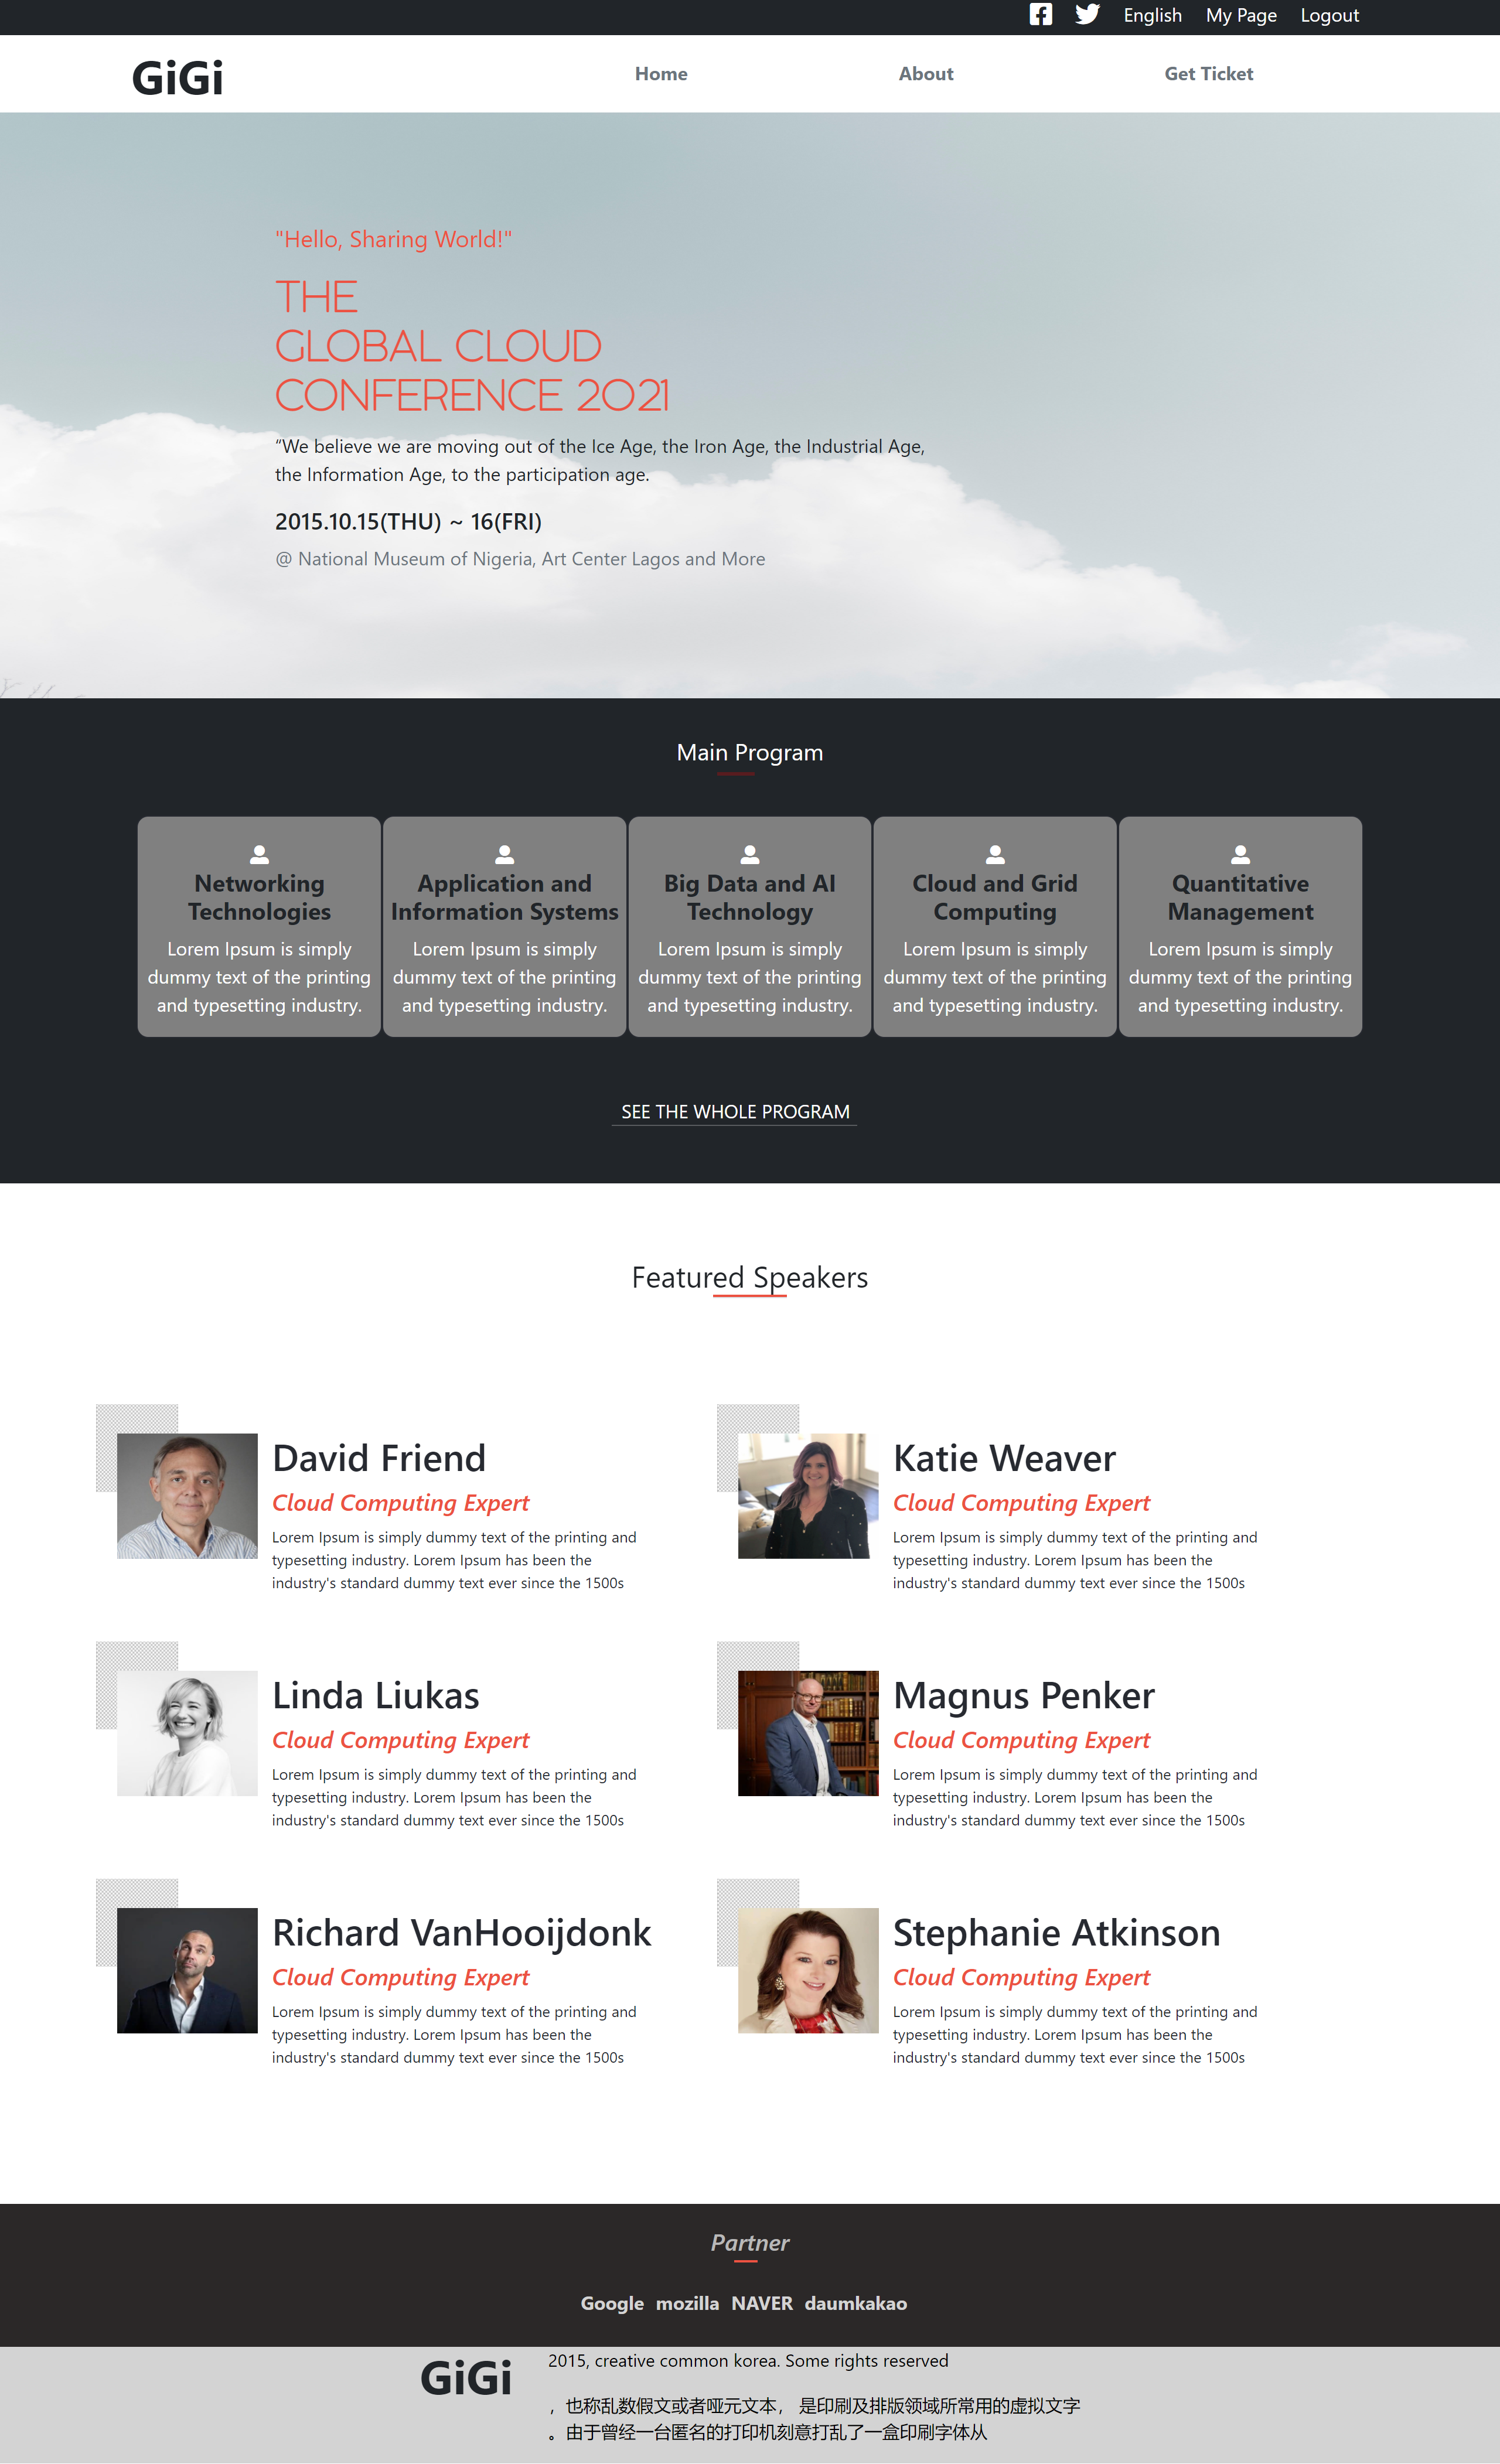 English My Page Logout
GiGi Home About Get Ticket
"Hello, Sharing World!"
THE
GLOBAL CLOUD
CONFERENCE 2021
“We believe we are moving out of the Ice Age, the Iron Age, the Industrial Age,
the Information Age, to the participation age.
2015.10.15(THU) ~ 16(FRI)
@ National Museum of Nigeria, Art Center Lagos and More
Main Program
Networking
Technologies
Lorem Ipsum is simply
dummy text of the printing
and typesetting industry.
Application and
Information Systems
Lorem Ipsum is simply
dummy text of the printing
and typesetting industry.
Big Data and AI
Technology
Lorem Ipsum is simply
dummy text of the printing
and typesetting industry.
Cloud and Grid
Computing
Lorem Ipsum is simply
dummy text of the printing
and typesetting industry.
Quantitative
Management
Lorem Ipsum is simply
dummy text of the printing
and typesetting industry.
SEE THE WHOLE PROGRAM
Featured Speakers
David Friend
Cloud Computing Expert
Lorem Ipsum is simply dummy text of the printing and
typesetting industry. Lorem Ipsum has been the
industry's standard dummy text ever since the 1500s
Katie Weaver
Cloud Computing Expert
Lorem Ipsum is simply dummy text of the printing and
typesetting industry. Lorem Ipsum has been the
industry's standard dummy text ever since the 1500s
Linda Liukas
Cloud Computing Expert
Lorem Ipsum is simply dummy text of the printing and
typesetting industry. Lorem Ipsum has been the
industry's standard dummy text ever since the 1500s
Magnus Penker
Cloud Computing Expert
Lorem Ipsum is simply dummy text of the printing and
typesetting industry. Lorem Ipsum has been the
industry's standard dummy text ever since the 1500s
Richard VanHooijdonk
Cloud Computing Expert
Lorem Ipsum is simply dummy text of the printing and
typesetting industry. Lorem Ipsum has been the
industry's standard dummy text ever since the 1500s
Stephanie Atkinson
Cloud Computing Expert
Lorem Ipsum is simply dummy text of the printing and
typesetting industry. Lorem Ipsum has been the
industry's standard dummy text ever since the 1500s
Partner
Google mozilla NAVER daumkakao
GiGi
2015, creative common korea. Some rights reserved
，也称乱数假文或者哑元文本， 是印刷及排版领域所常用的虚拟文字
。由于曾经一台匿名的打印机刻意打乱了一盒印刷字体从